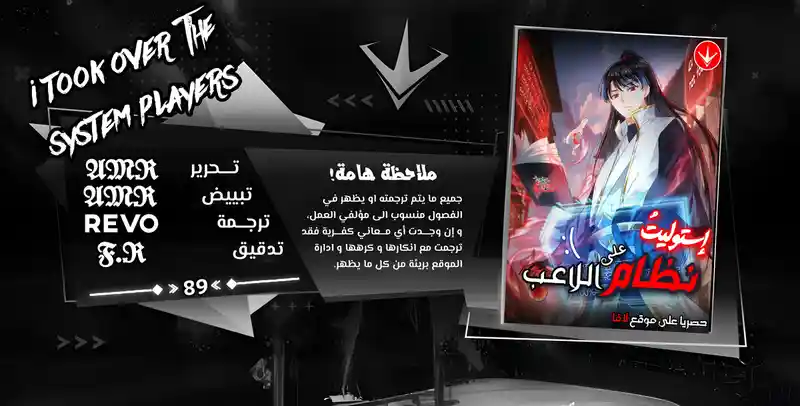 I TOOK OVER THE
SYSTEM PLAYERS
تـحرير AMR
تبييض AMR
ترجمة REVO
تدقيق F.R
89
ملاحظة هامة!
جميع ما يتم ترجمته او يظهر في
الفصول منسوب الى مؤلفي العمل،
و إن وجدت أي معاني كفرية فقد
ترجمت مع انكارها و كرهها و ادارة
الموقع بريئة من كل ما يظهر.
إستوليتُ
على
نظام اللاعب
حصريا على موقع لافا